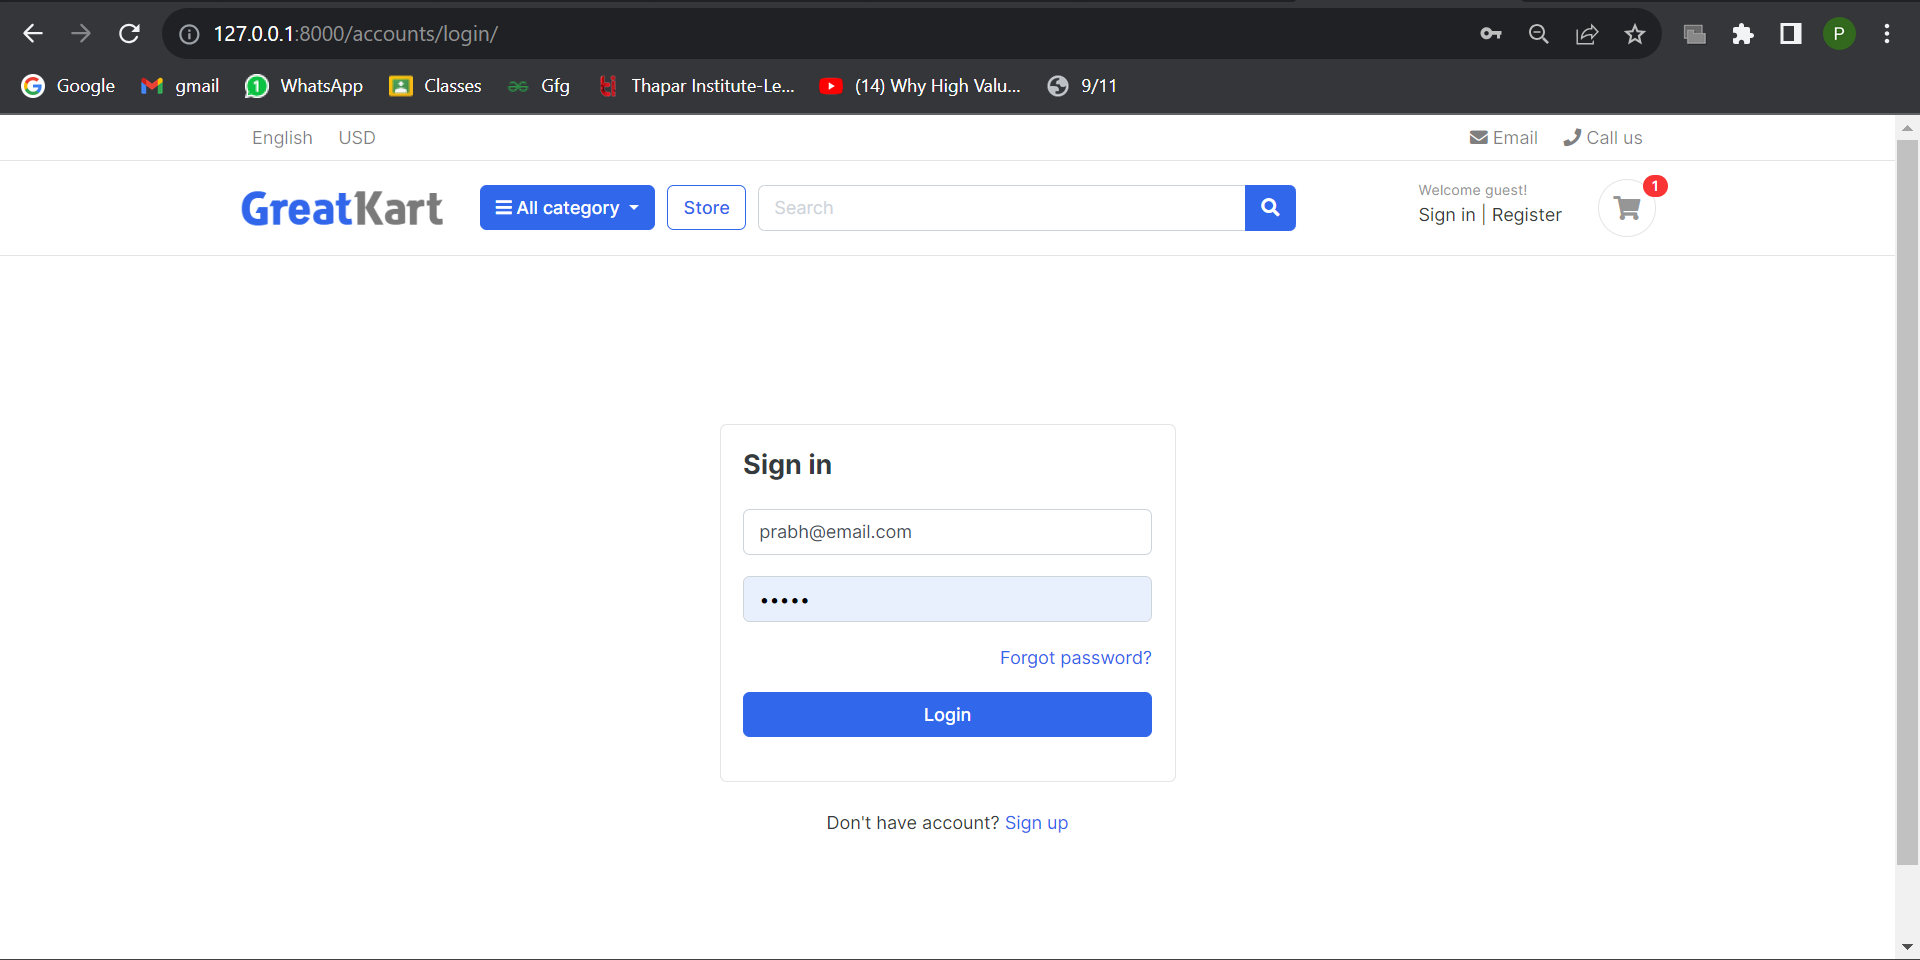 127.0.0.1:8000/accounts/login/
P
Google gmail 1 WhatsApp Classes Gfg Thapar Institute-Le... (14) Why High Valu... 9/11
English USD Email Call us
GreatKart All category Store Search
Welcome guest!
Sign in | Register
1
Sign in
prabh@email.com
•••••
Forgot password?
Login
Don't have account? Sign up